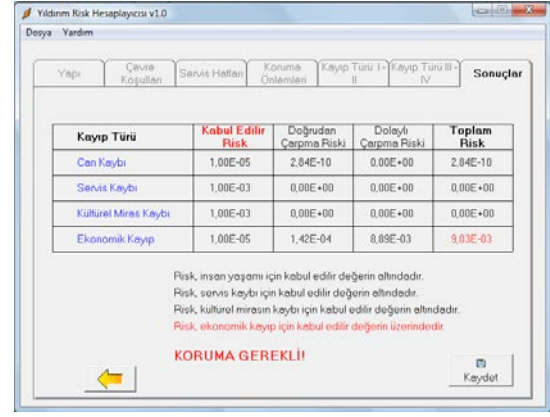 Yıldırım Risk Hesaplayıcısı v1.0
Dosya Yardım
Yapı
Çevre Koşulları
Servis Hatları
Koruma Önlemleri
Kayıp Türü I - II
Kayıp Türü III - IV
Sonuçlar
Kayıp Türü Kabul Edilir Risk Doğrudan Çarpma Riski Dolaylı Çarpma Riski Toplam Risk
Can Kaybı 1,00E-05 2,84E-10 0,00E+00 2,84E-10
Servis Kaybı 1,00E-03 0,00E+00 0,00E+00 0,00E+00
Kültürel Miras Kaybı 1,00E-03 0,00E+00 0,00E+00 0,00E+00
Ekonomik Kayıp 1,00E-05 1,42E-04 8,89E-03 9,03E-03
Risk, insan yaşamı için kabul edilir değerin altındadır.
Risk, servis kaybı için kabul edilir değerin altındadır.
Risk, kültürel mirasın kaybı için kabul edilir değerin altındadır.
Risk, ekonomik kayıp için kabul edilir değerin üzerindedir.
KORUMA GEREKLİ!
Kaydet